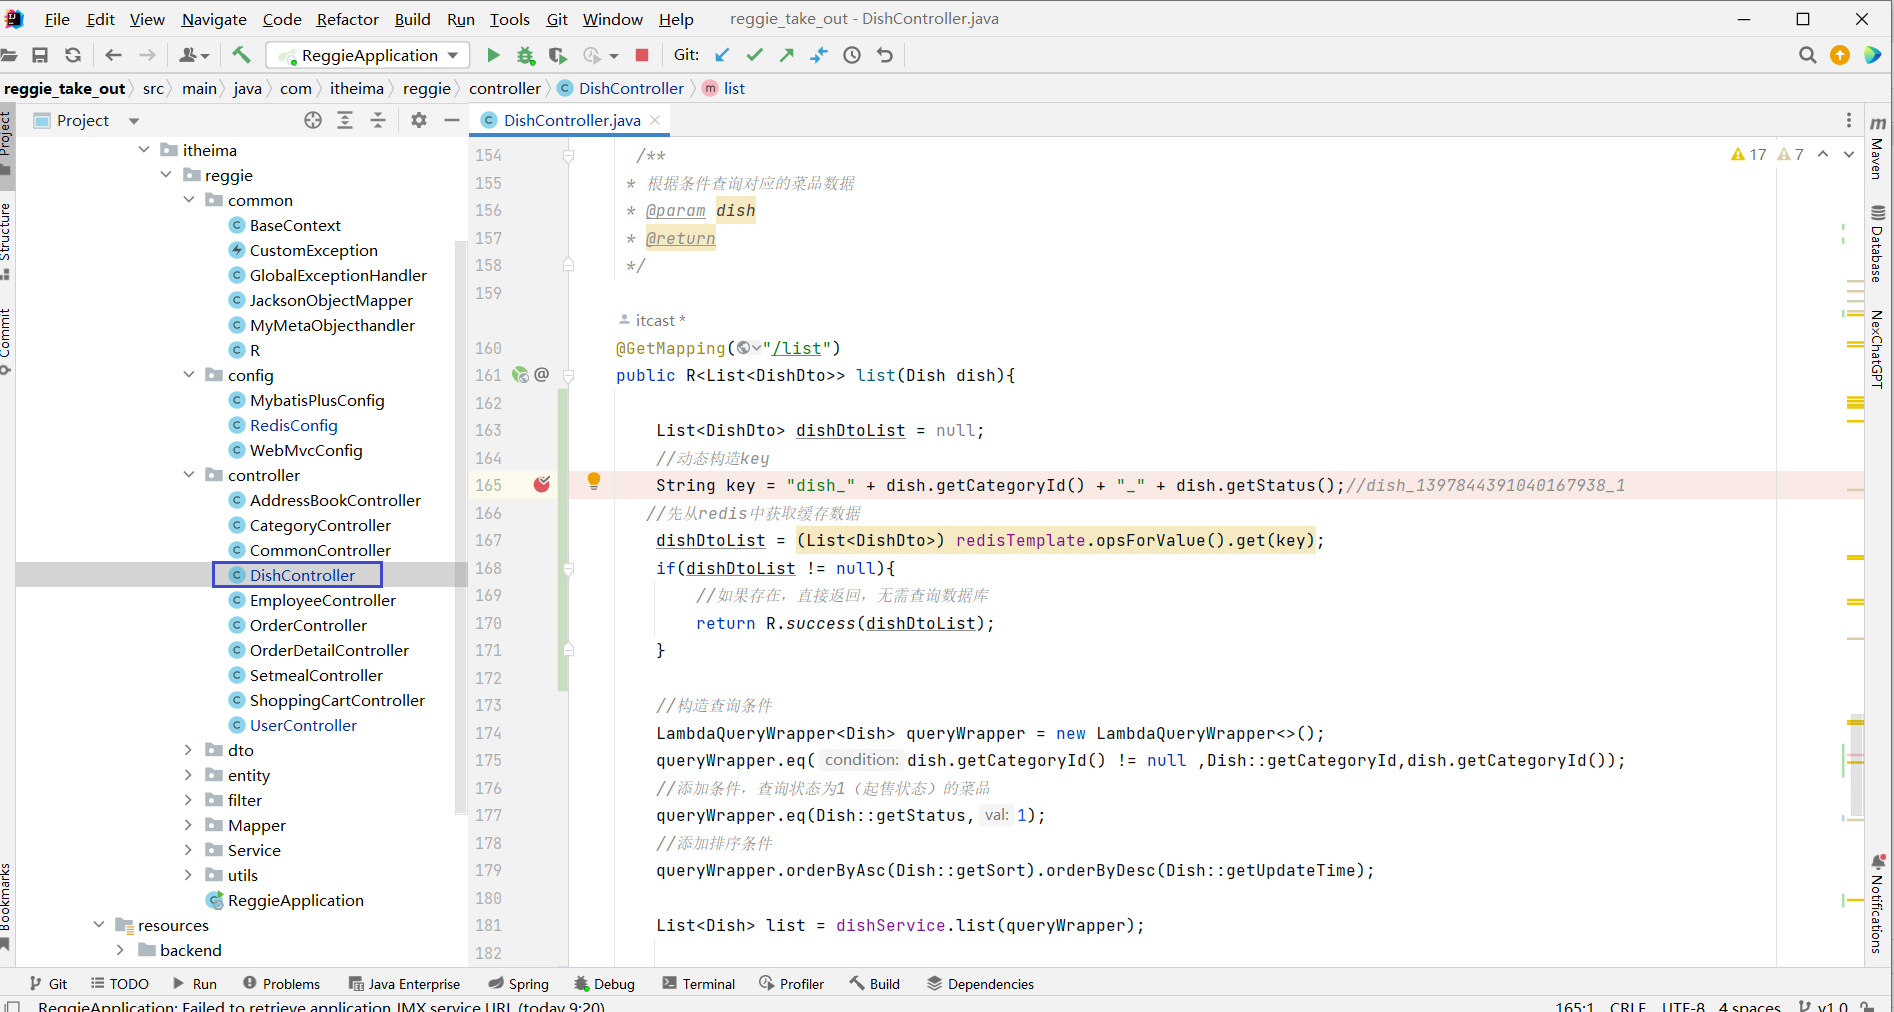 File Edit View Navigate Code Refactor Build Run Tools Git Window Help reggie_take_out - DishController.java
ReggieApplication Git:
reggie_take_out src main java com itheima reggie controller DishController m list
Project
DishController.java
Project
Structure
Commit
Bookmarks
itheima
reggie
common
BaseContext
CustomException
GlobalExceptionHandler
JacksonObjectMapper
MyMetaObjecthandler
R
config
MybatisPlusConfig
RedisConfig
WebMvcConfig
controller
AddressBookController
CategoryController
CommonController
DishController
EmployeeController
OrderController
OrderDetailController
SetmealController
ShoppingCartController
UserController
dto
entity
filter
Mapper
Service
utils
ReggieApplication
resources
backend
17 7
154 /**
155 * 根据条件查询对应的菜品数据
156 * @param dish
157 * @return
158 */
159
itcast *
160 @GetMapping("/list")
161 public R<List<DishDto>> list(Dish dish){
162
163 List<DishDto> dishDtoList = null;
164 //动态构造key
165 String key = "dish_" + dish.getCategoryId() + "_" + dish.getStatus();//dish_1397844391040167938_1
166 //先从redis中获取缓存数据
167 dishDtoList = (List<DishDto>) redisTemplate.opsForValue().get(key);
168 if(dishDtoList != null){
169 //如果存在，直接返回，无需查询数据库
170 return R.success(dishDtoList);
171 }
172
173 //构造查询条件
174 LambdaQueryWrapper<Dish> queryWrapper = new LambdaQueryWrapper<>();
175 queryWrapper.eq( condition: dish.getCategoryId() != null ,Dish::getCategoryId,dish.getCategoryId());
176 //添加条件，查询状态为1（起售状态）的菜品
177 queryWrapper.eq(Dish::getStatus, val: 1);
178 //添加排序条件
179 queryWrapper.orderByAsc(Dish::getSort).orderByDesc(Dish::getUpdateTime);
180
181 List<Dish> list = dishService.list(queryWrapper);
182
m
Maven
Database
NexChatGPT
Notifications
Git TODO Run Problems Java Enterprise Spring Debug Terminal Profiler Build Dependencies
ReggieApplication: Failed to retrieve application JMX service URL (today 9:20) 165:1 CRLF UTF-8 4 spaces v1.0